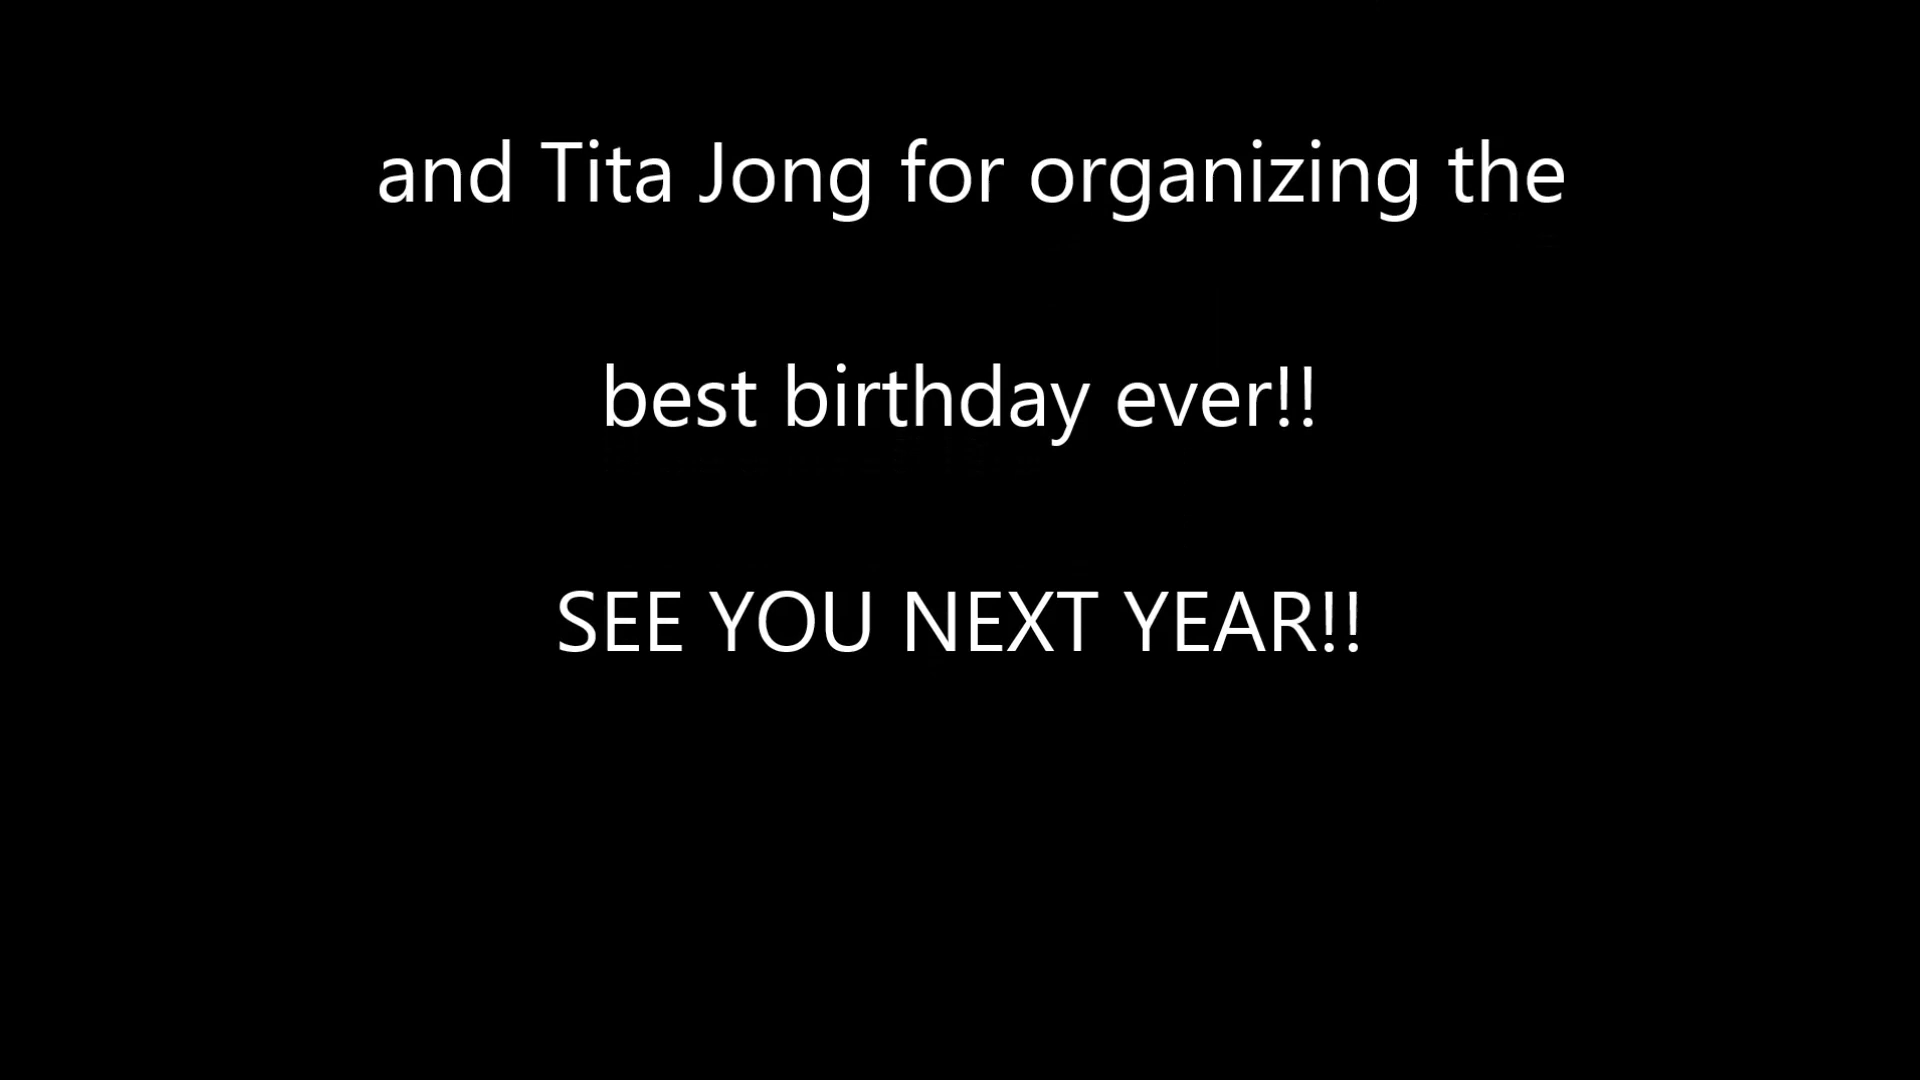 and Tita Jong for organizing the
best birthday ever!!
SEE YOU NEXT YEAR!!